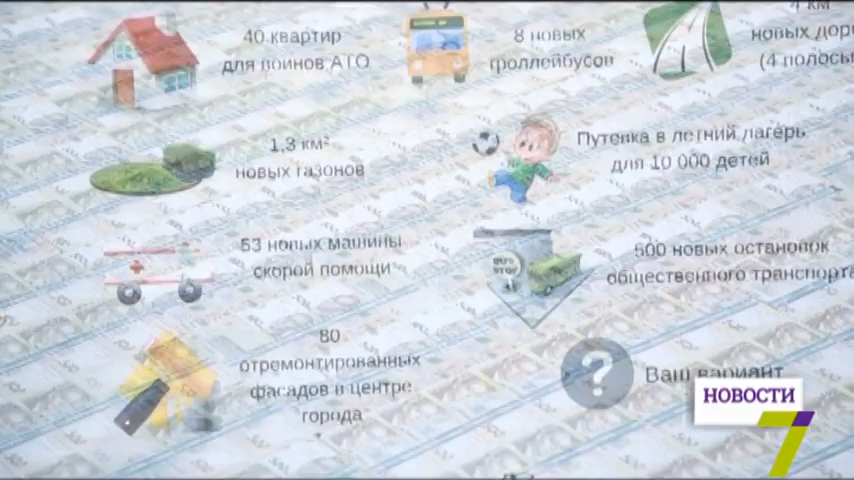 40 квартир
для воинов АТО
8 новых
троллейбусов
4 км
новых
(4 полосы
1,3 км²
новых газонов
Путевка в летний лагерь
для 10 000 детей
53 новых машины
скорой помощи
BUS
STOP
500 новых остановок
общественного транспорта
80
отремонтированных
фасадов в центре
города
?
Ваш вариант
НОВОСТИ
7